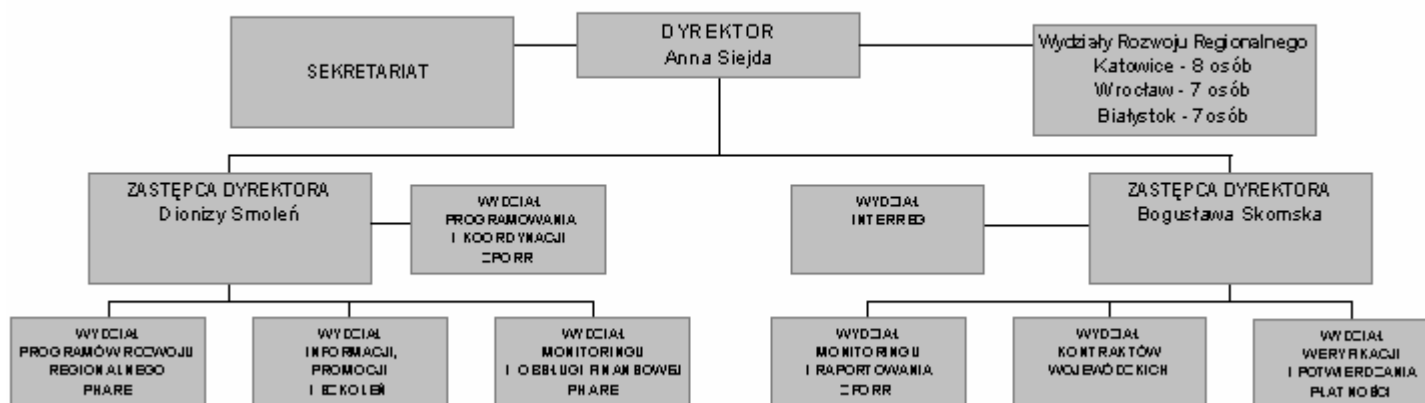 SEKRETARIAT
DYREKTOR
Anna Siejda
Wydziały Rozwoju Regionalnego
Katowice - 8 osób
Wrocław - 7 osób
Białystok - 7 osób
ZASTĘPCA DYREKTORA
Dionizy Smoleń
WYDZIAŁ
PROGRAMOWANIA
I KOORDYNACJI
ZPORR
WYDZIAŁ
INTERREG
ZASTĘPCA DYREKTORA
Bogusława Skomska
WYDZIAŁ
PROGRAMÓW ROZWOJU
REGIONALNEGO
PHARE
WYDZIAŁ
INFORMACJI,
PROMOCJI
I SZKOLEŃ
WYDZIAŁ
MONITORINGU
I OBSŁUGI FINANSOWEJ
PHARE
WYDZIAŁ
MONITORINGU
I RAPORTOWANIA
ZPORR
WYDZIAŁ
KONTRAKTÓW
WOJEWÓDZKICH
WYDZIAŁ
WERYFIKACJI
I POTWIERDZANIA
PŁATNOŚCI